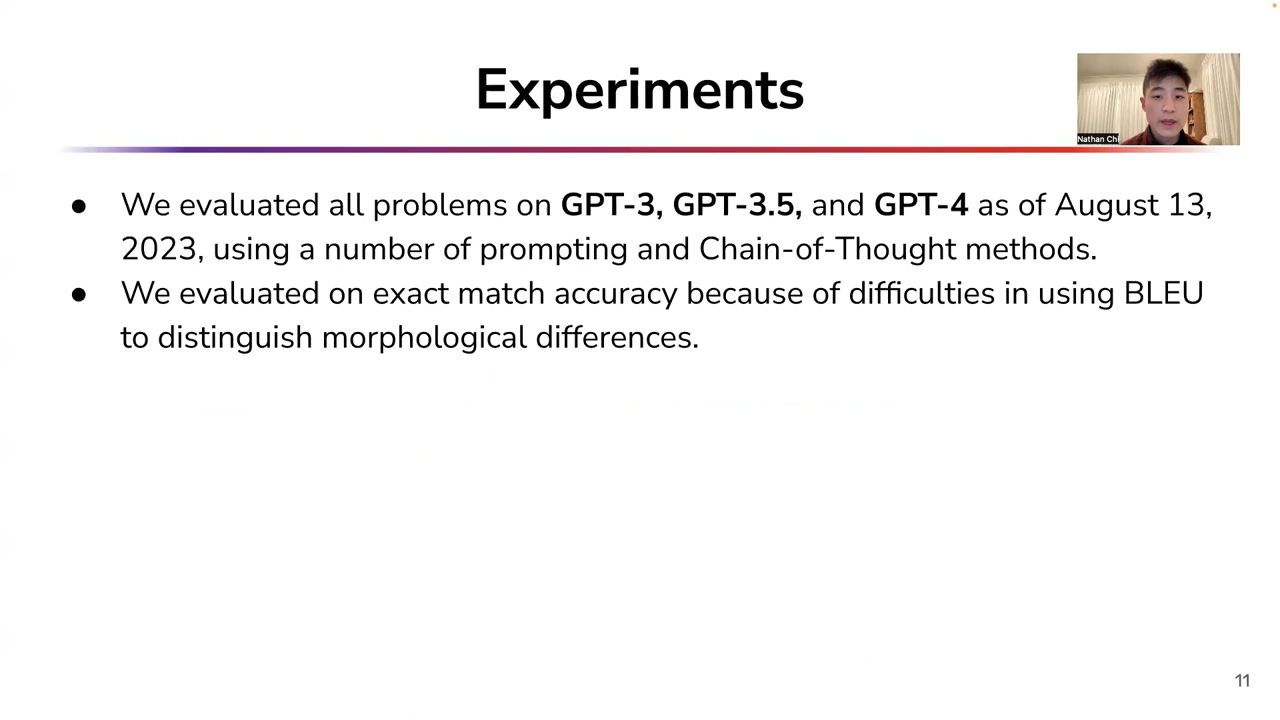 Experiments
Nathan Chi
● We evaluated all problems on GPT-3, GPT-3.5, and GPT-4 as of August 13,
2023, using a number of prompting and Chain-of-Thought methods.
● We evaluated on exact match accuracy because of difficulties in using BLEU
to distinguish morphological differences.
11